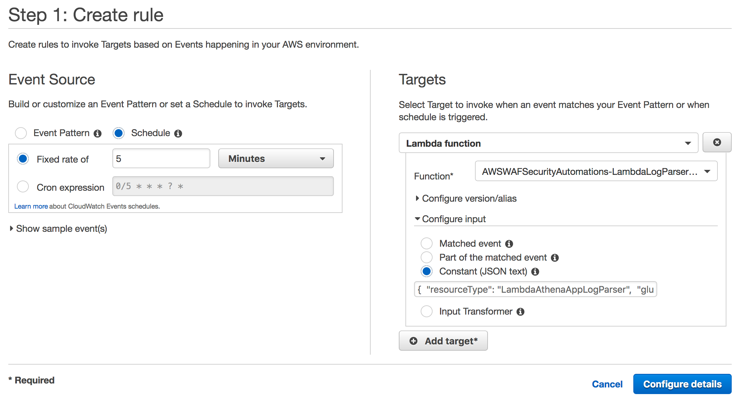 Step 1: Create rule
Create rules to invoke Targets based on Events happening in your AWS environment.
Event Source
Build or customize an Event Pattern or set a Schedule to invoke Targets.
Event Pattern
Schedule
Fixed rate of
5
Minutes
Cron expression
0/5 * * * ? *
Learn more about CloudWatch Events schedules.
Show sample event(s)
Targets
Select Target to invoke when an event matches your Event Pattern or when
schedule is triggered.
Lambda function
Function*
AWSWAFSecurityAutomations-LambdaLogParser...
Configure version/alias
Configure input
Matched event
Part of the matched event
Constant (JSON text)
{ "resourceType": "LambdaAthenaAppLogParser", "glu
Input Transformer
Add target*
* Required
Cancel
Configure details